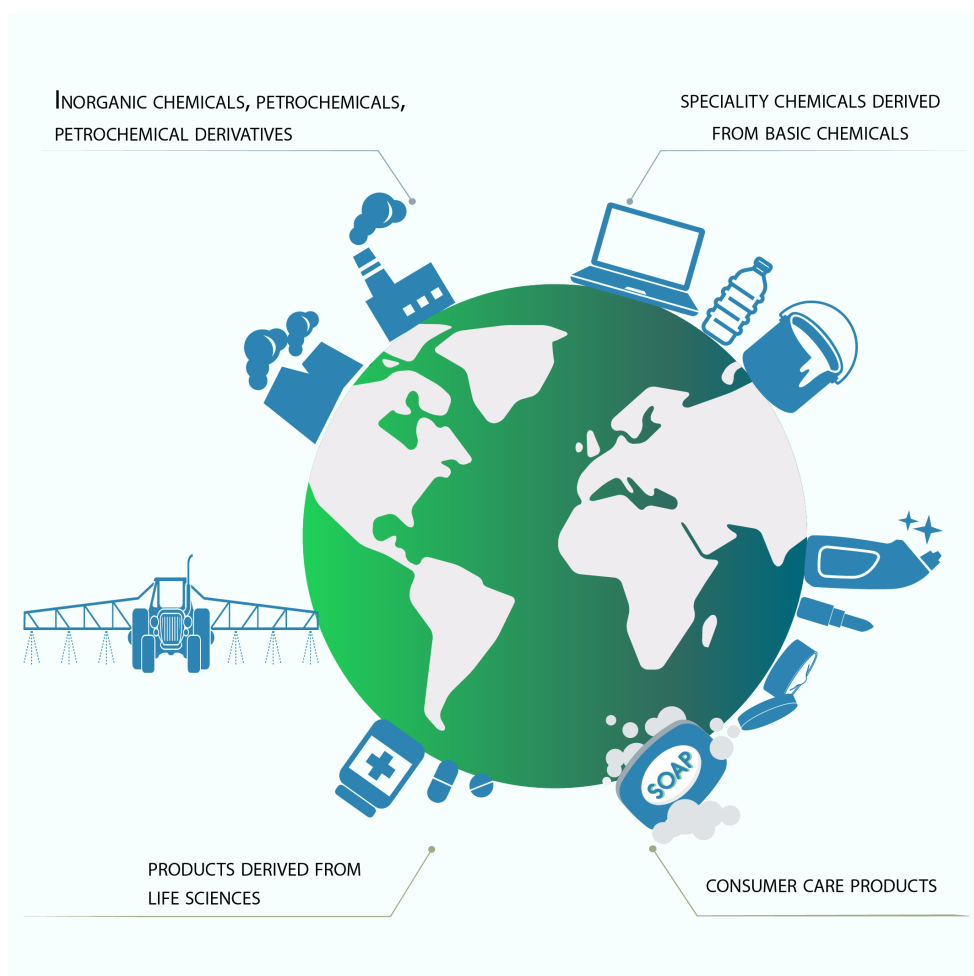 Inorganic chemicals, petrochemicals,
petrochemical derivatives
speciality chemicals derived
from basic chemicals
SOAP
products derived from
life sciences
consumer care products